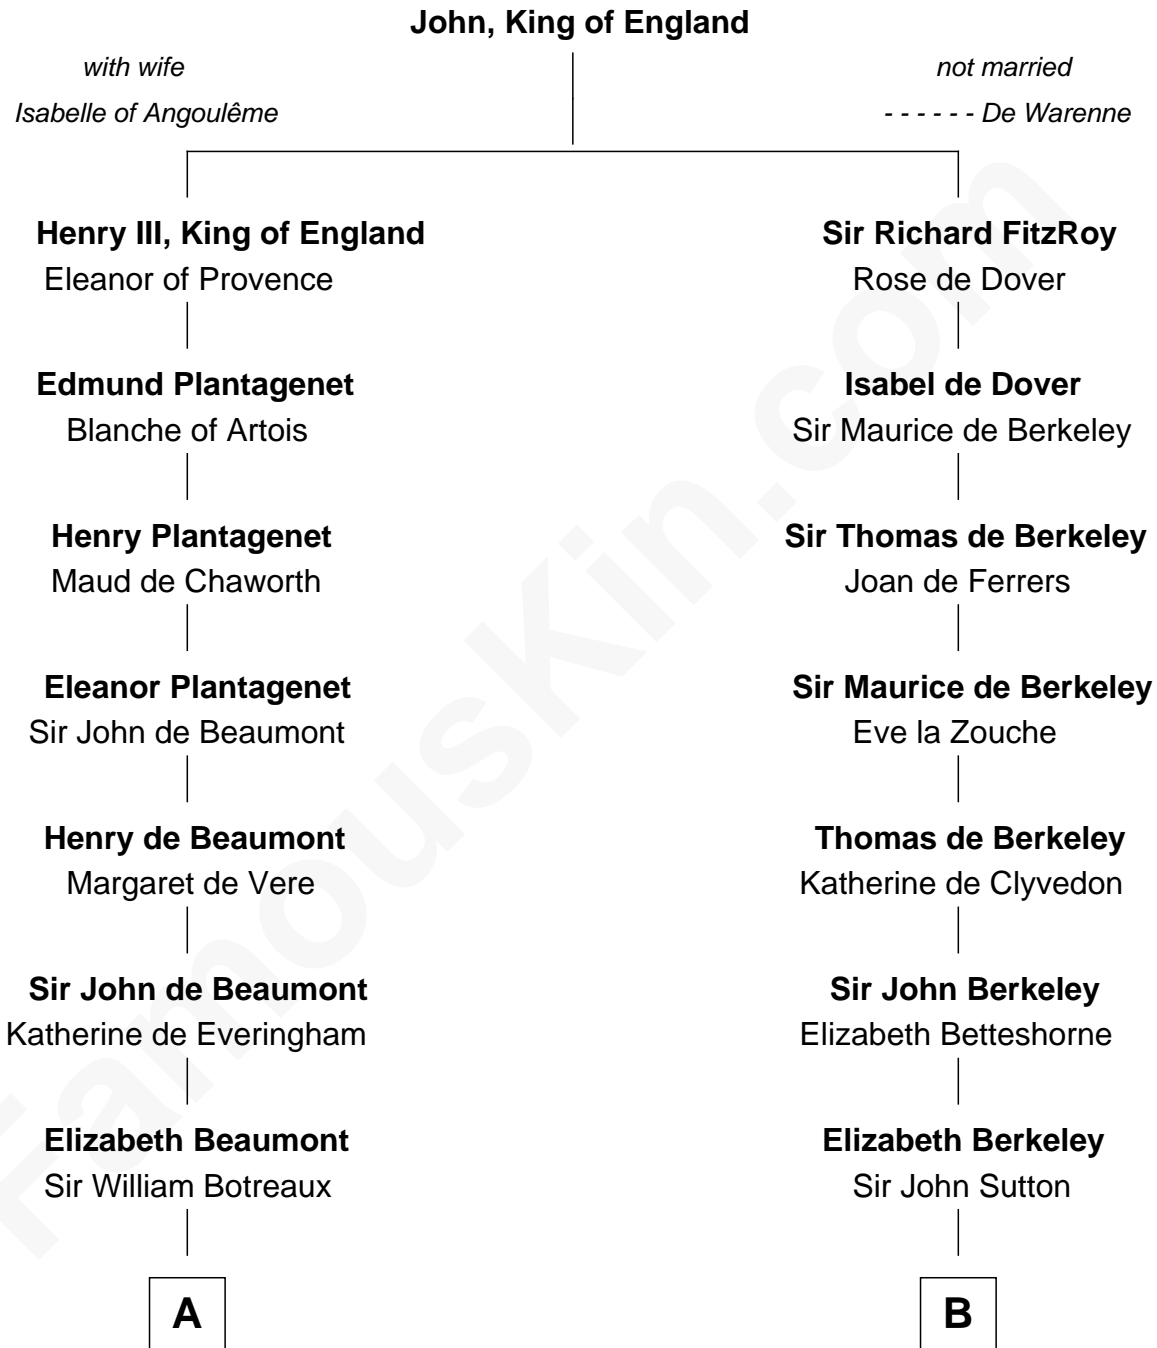 John, King of England
with wife
Isabelle of Angoulême
not married
- - - - - - De Warenne
Henry III, King of England
Eleanor of Provence
Edmund Plantagenet
Blanche of Artois
Henry Plantagenet
Maud de Chaworth
Eleanor Plantagenet
Sir John de Beaumont
Henry de Beaumont
Margaret de Vere
Sir John de Beaumont
Katherine de Everingham
Elizabeth Beaumont
Sir William Botreaux
A
Sir Richard FitzRoy
Rose de Dover
Isabel de Dover
Sir Maurice de Berkeley
Sir Thomas de Berkeley
Joan de Ferrers
Sir Maurice de Berkeley
Eve la Zouche
Thomas de Berkeley
Katherine de Clyvedon
Sir John Berkeley
Elizabeth Betteshorne
Elizabeth Berkeley
Sir John Sutton
B
FamousKin.com